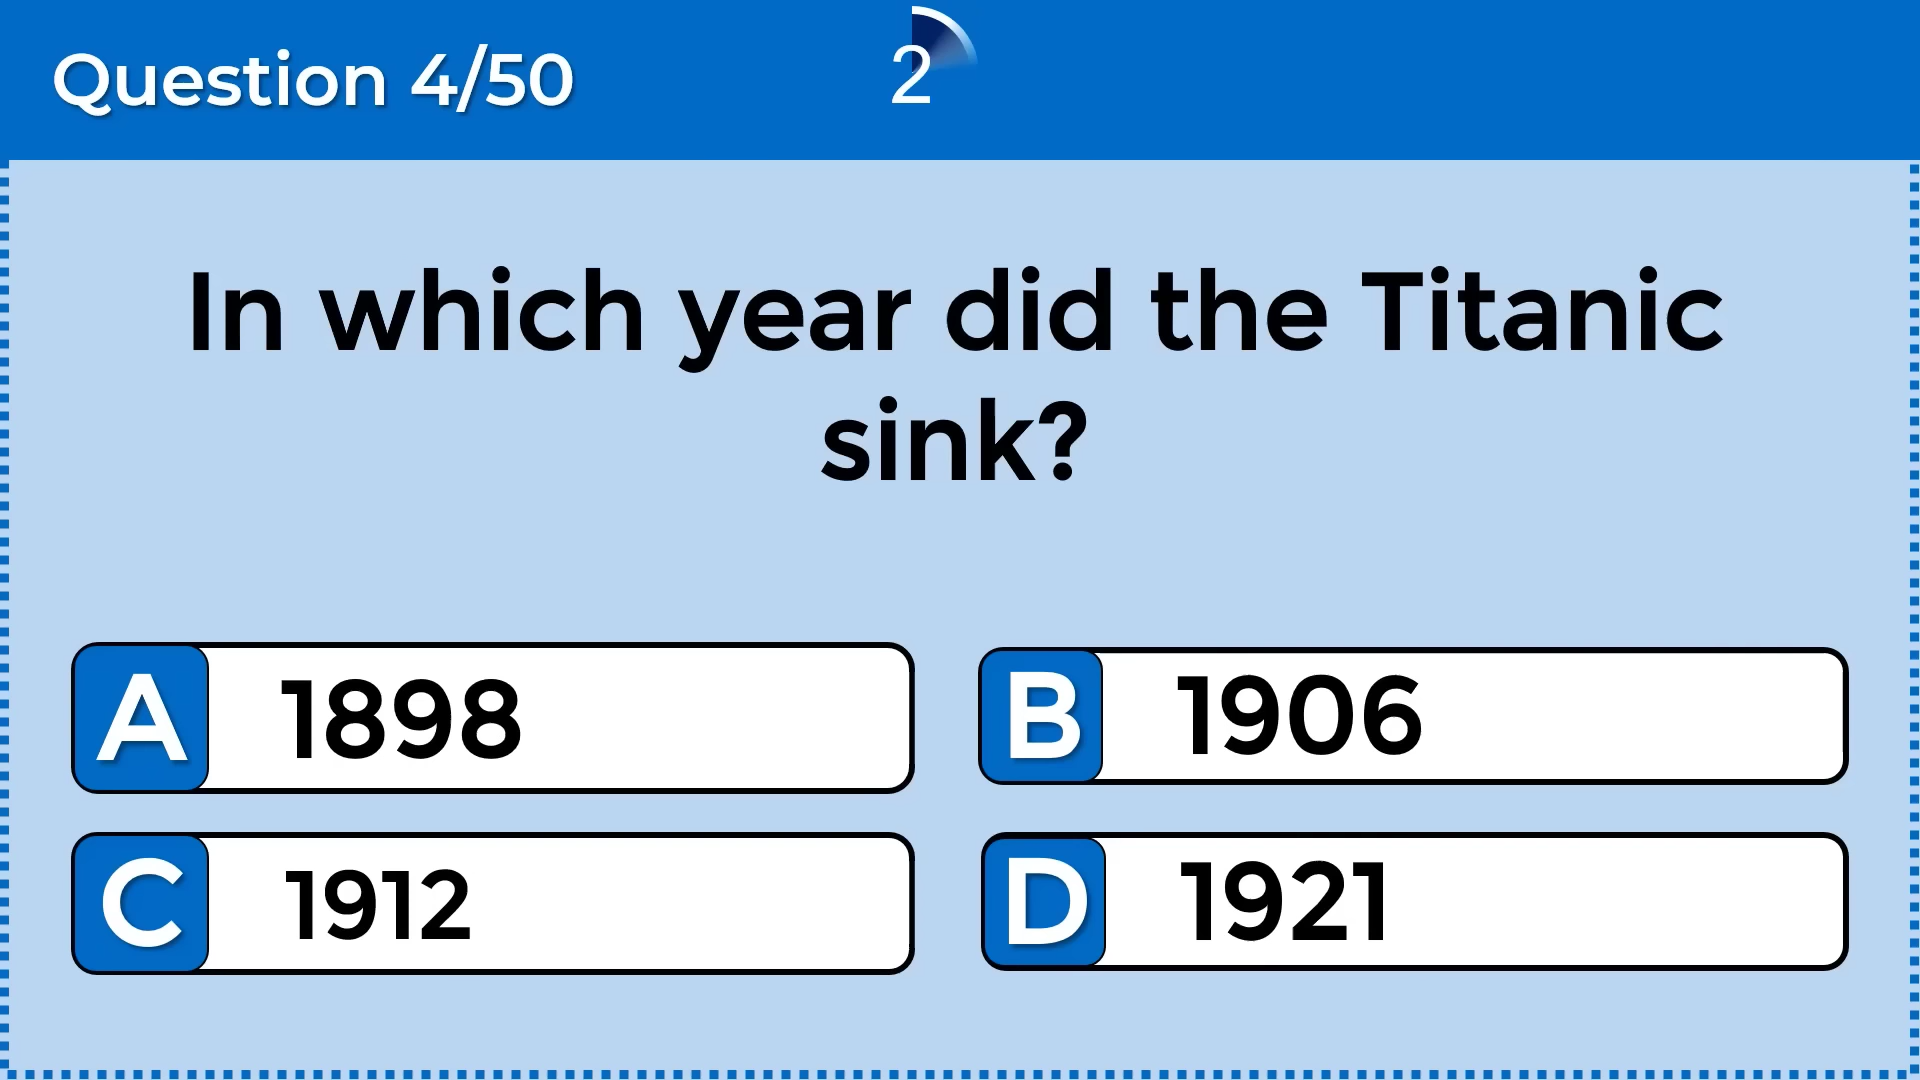 Question 4/50
2
In which year did the Titanic
sink?
A 1898
B 1906
C 1912
D 1921